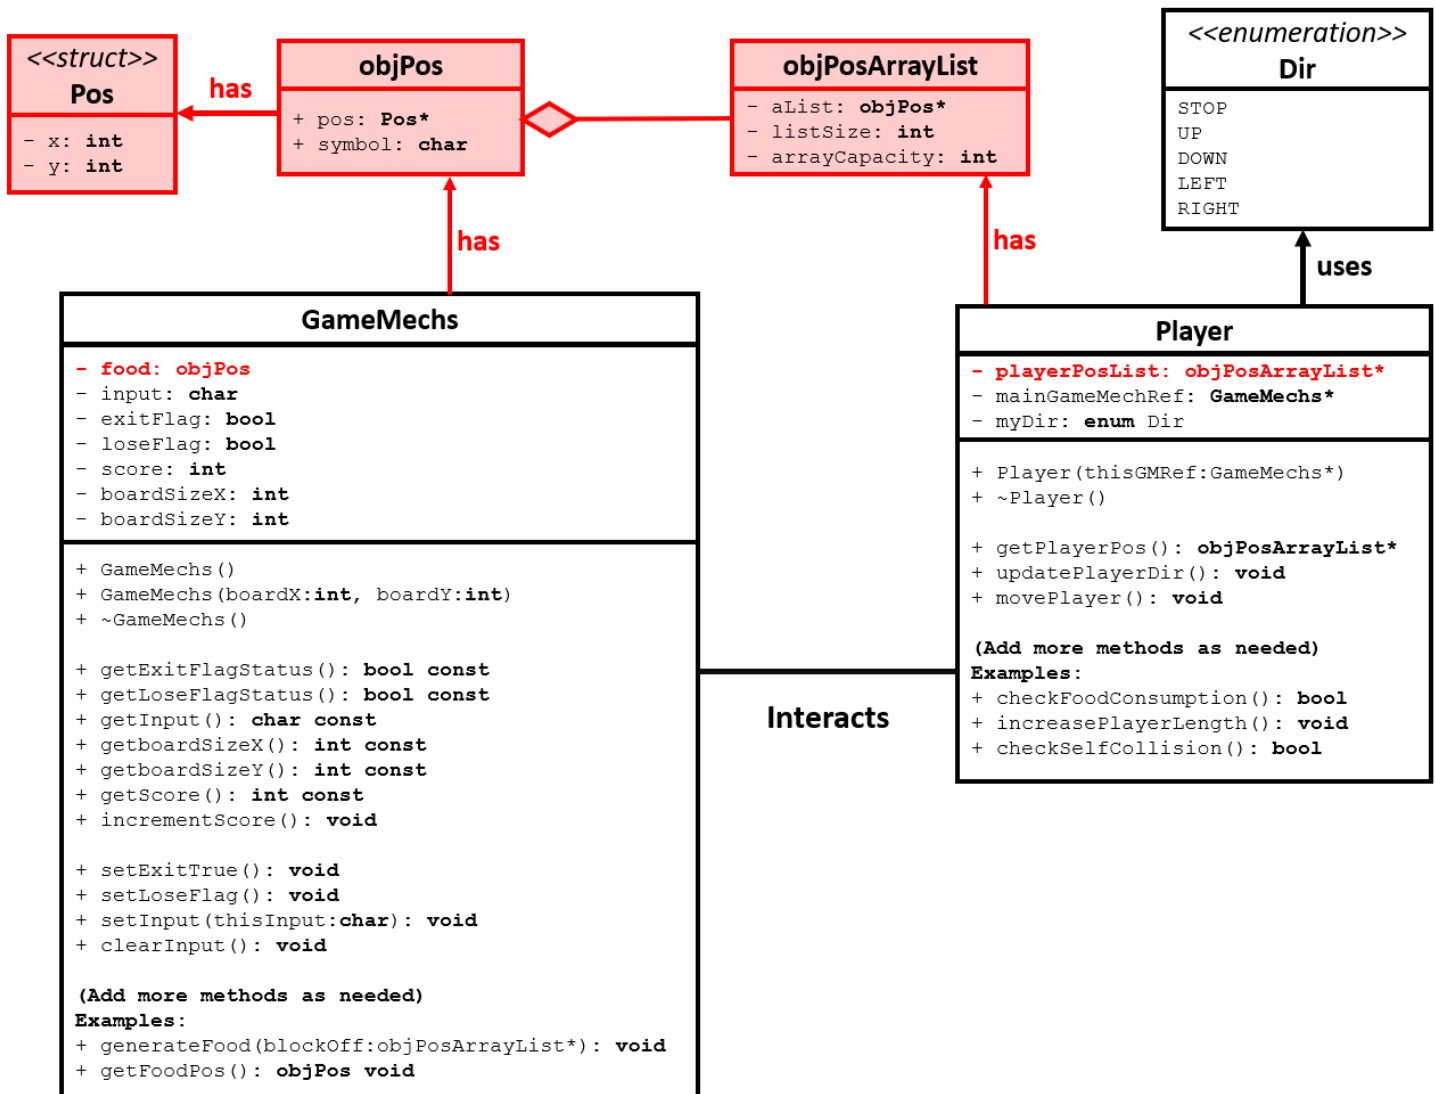 <<struct>>
Pos
- x: int
- y: int
has
objPos
+ pos: Pos*
+ symbol: char
objPosArrayList
- aList: objPos*
- listSize: int
- arrayCapacity: int
<<enumeration>>
Dir
STOP
UP
DOWN
LEFT
RIGHT
has
has
uses
GameMechs
- food: objPos
- input: char
- exitFlag: bool
- loseFlag: bool
- score: int
- boardSizeX: int
- boardSizeY: int
+ GameMechs()
+ GameMechs(boardX:int, boardY:int)
+ ~GameMechs()
+ getExitFlagStatus(): bool const
+ getLoseFlagStatus(): bool const
+ getInput(): char const
+ getboardSizeX(): int const
+ getboardSizeY(): int const
+ getScore(): int const
+ incrementScore(): void
+ setExitTrue(): void
+ setLoseFlag(): void
+ setInput(thisInput:char): void
+ clearInput(): void
(Add more methods as needed)
Examples:
+ generateFood(blockOff:objPosArrayList*): void
+ getFoodPos(): objPos void
Interacts
Player
- playerPosList: objPosArrayList*
- mainGameMechRef: GameMechs*
- myDir: enum Dir
+ Player(thisGMRef:GameMechs*)
+ ~Player()
+ getPlayerPos(): objPosArrayList*
+ updatePlayerDir(): void
+ movePlayer(): void
(Add more methods as needed)
Examples:
+ checkFoodConsumption(): bool
+ increasePlayerLength(): void
+ checkSelfCollision(): bool